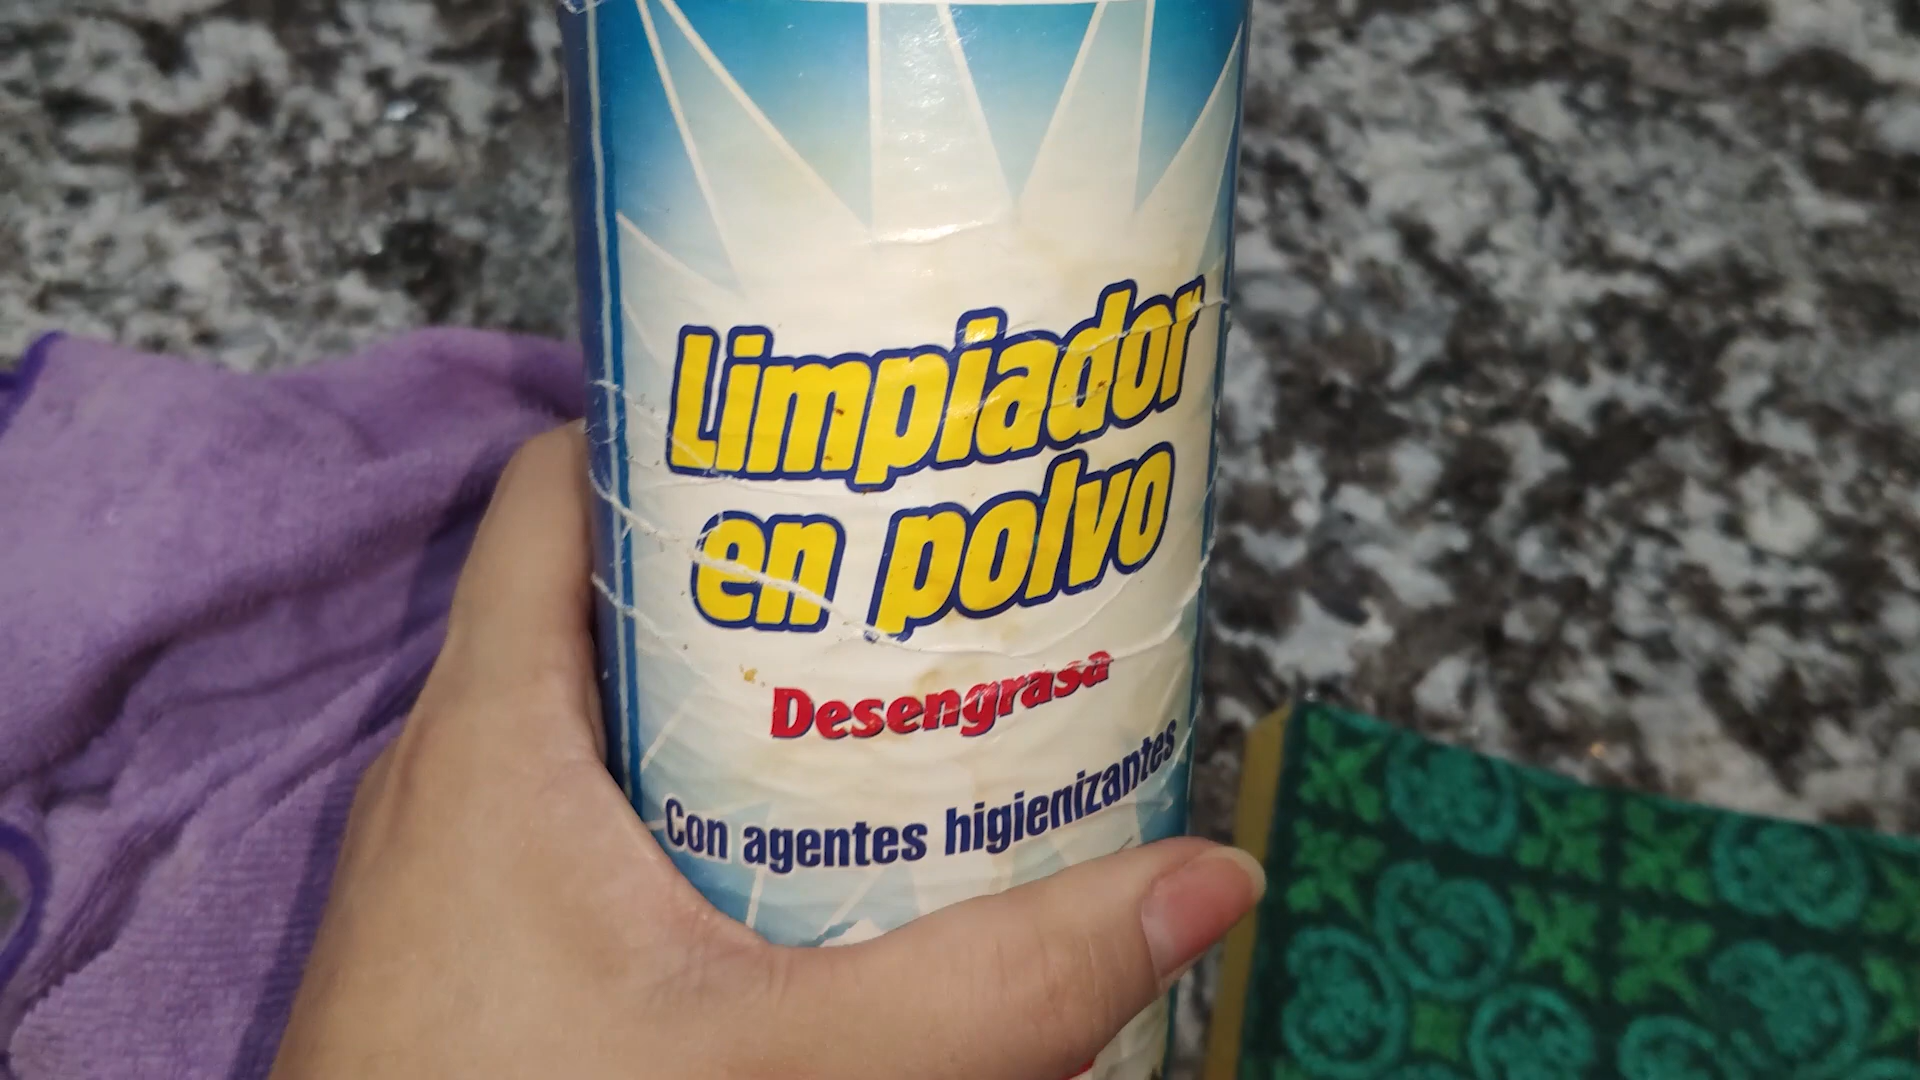 Limpiador
en polvo
Desengrasa
Con agentes higienizantes